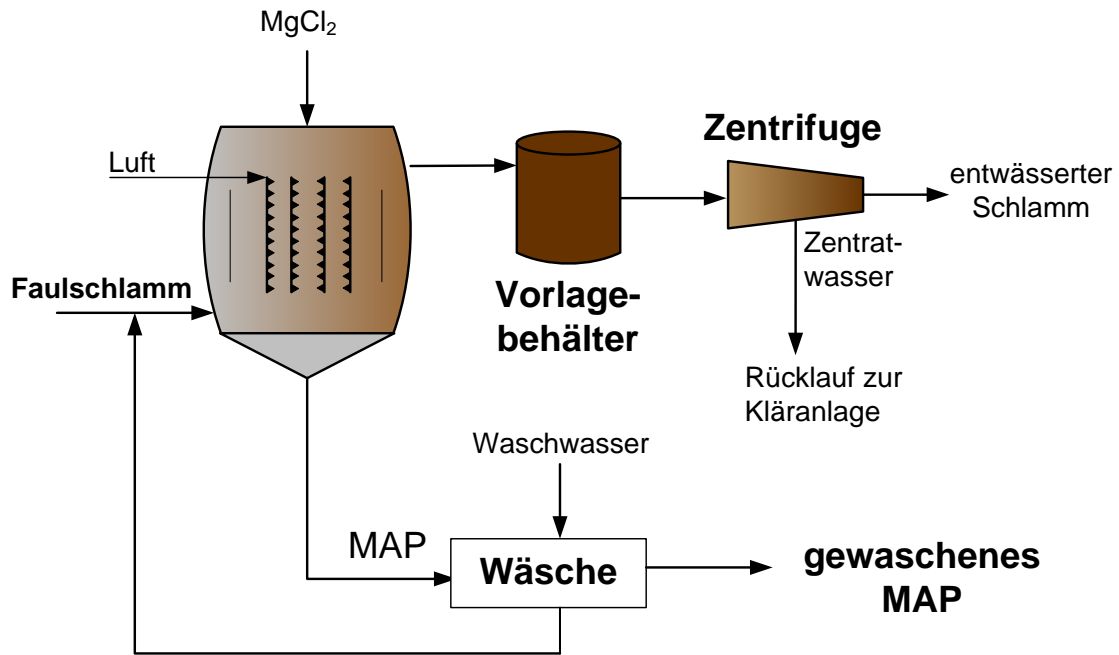 MgCl₂
Luft
Faulschlamm
Vorlage-
behälter
Zentrifuge
entwässerter
Schlamm
Zentrat-
wasser
Rücklauf zur
Kläranlage
Waschwasser
MAP
Wäsche
gewaschenes
MAP